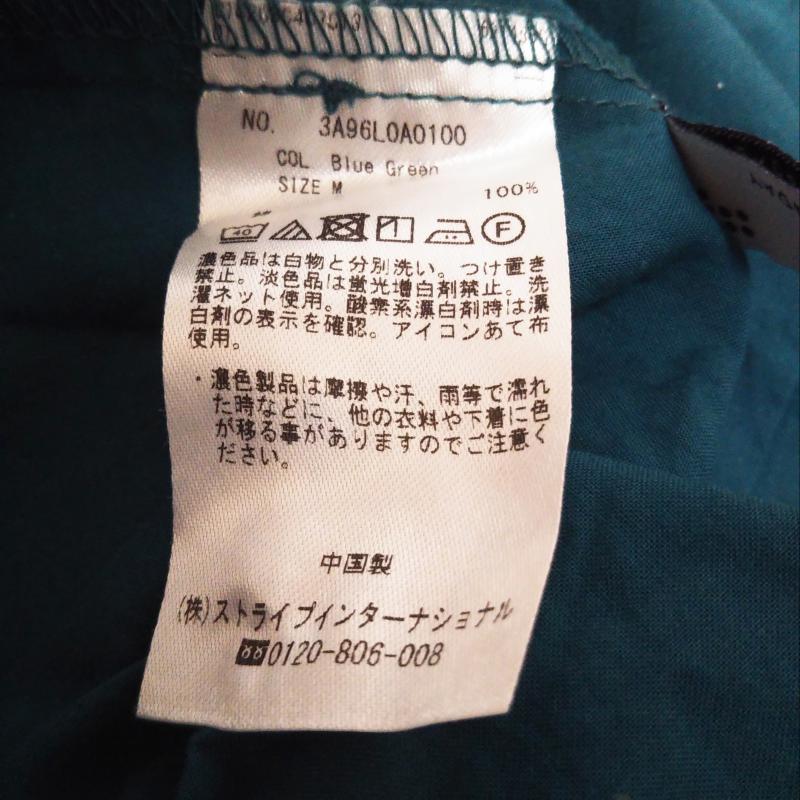 NO. 3A96L0A0100
COL Blue Green
SIZE M
100%
40
F
濃色品は白物と分別洗い。つけ置き
禁止。淡色品は蛍光増白剤禁止。洗
濯ネット使用。酸素系漂白剤時は漂
白剤の表示を確認。アイコンあて布
使用。
・濃色製品は摩擦や汗、雨等で濡れ
た時などに、他の衣料や下着に色
が移る事がありますのでご注意く
ださい。
中国製
(株)ストライプインターナショナル
0120-806-008